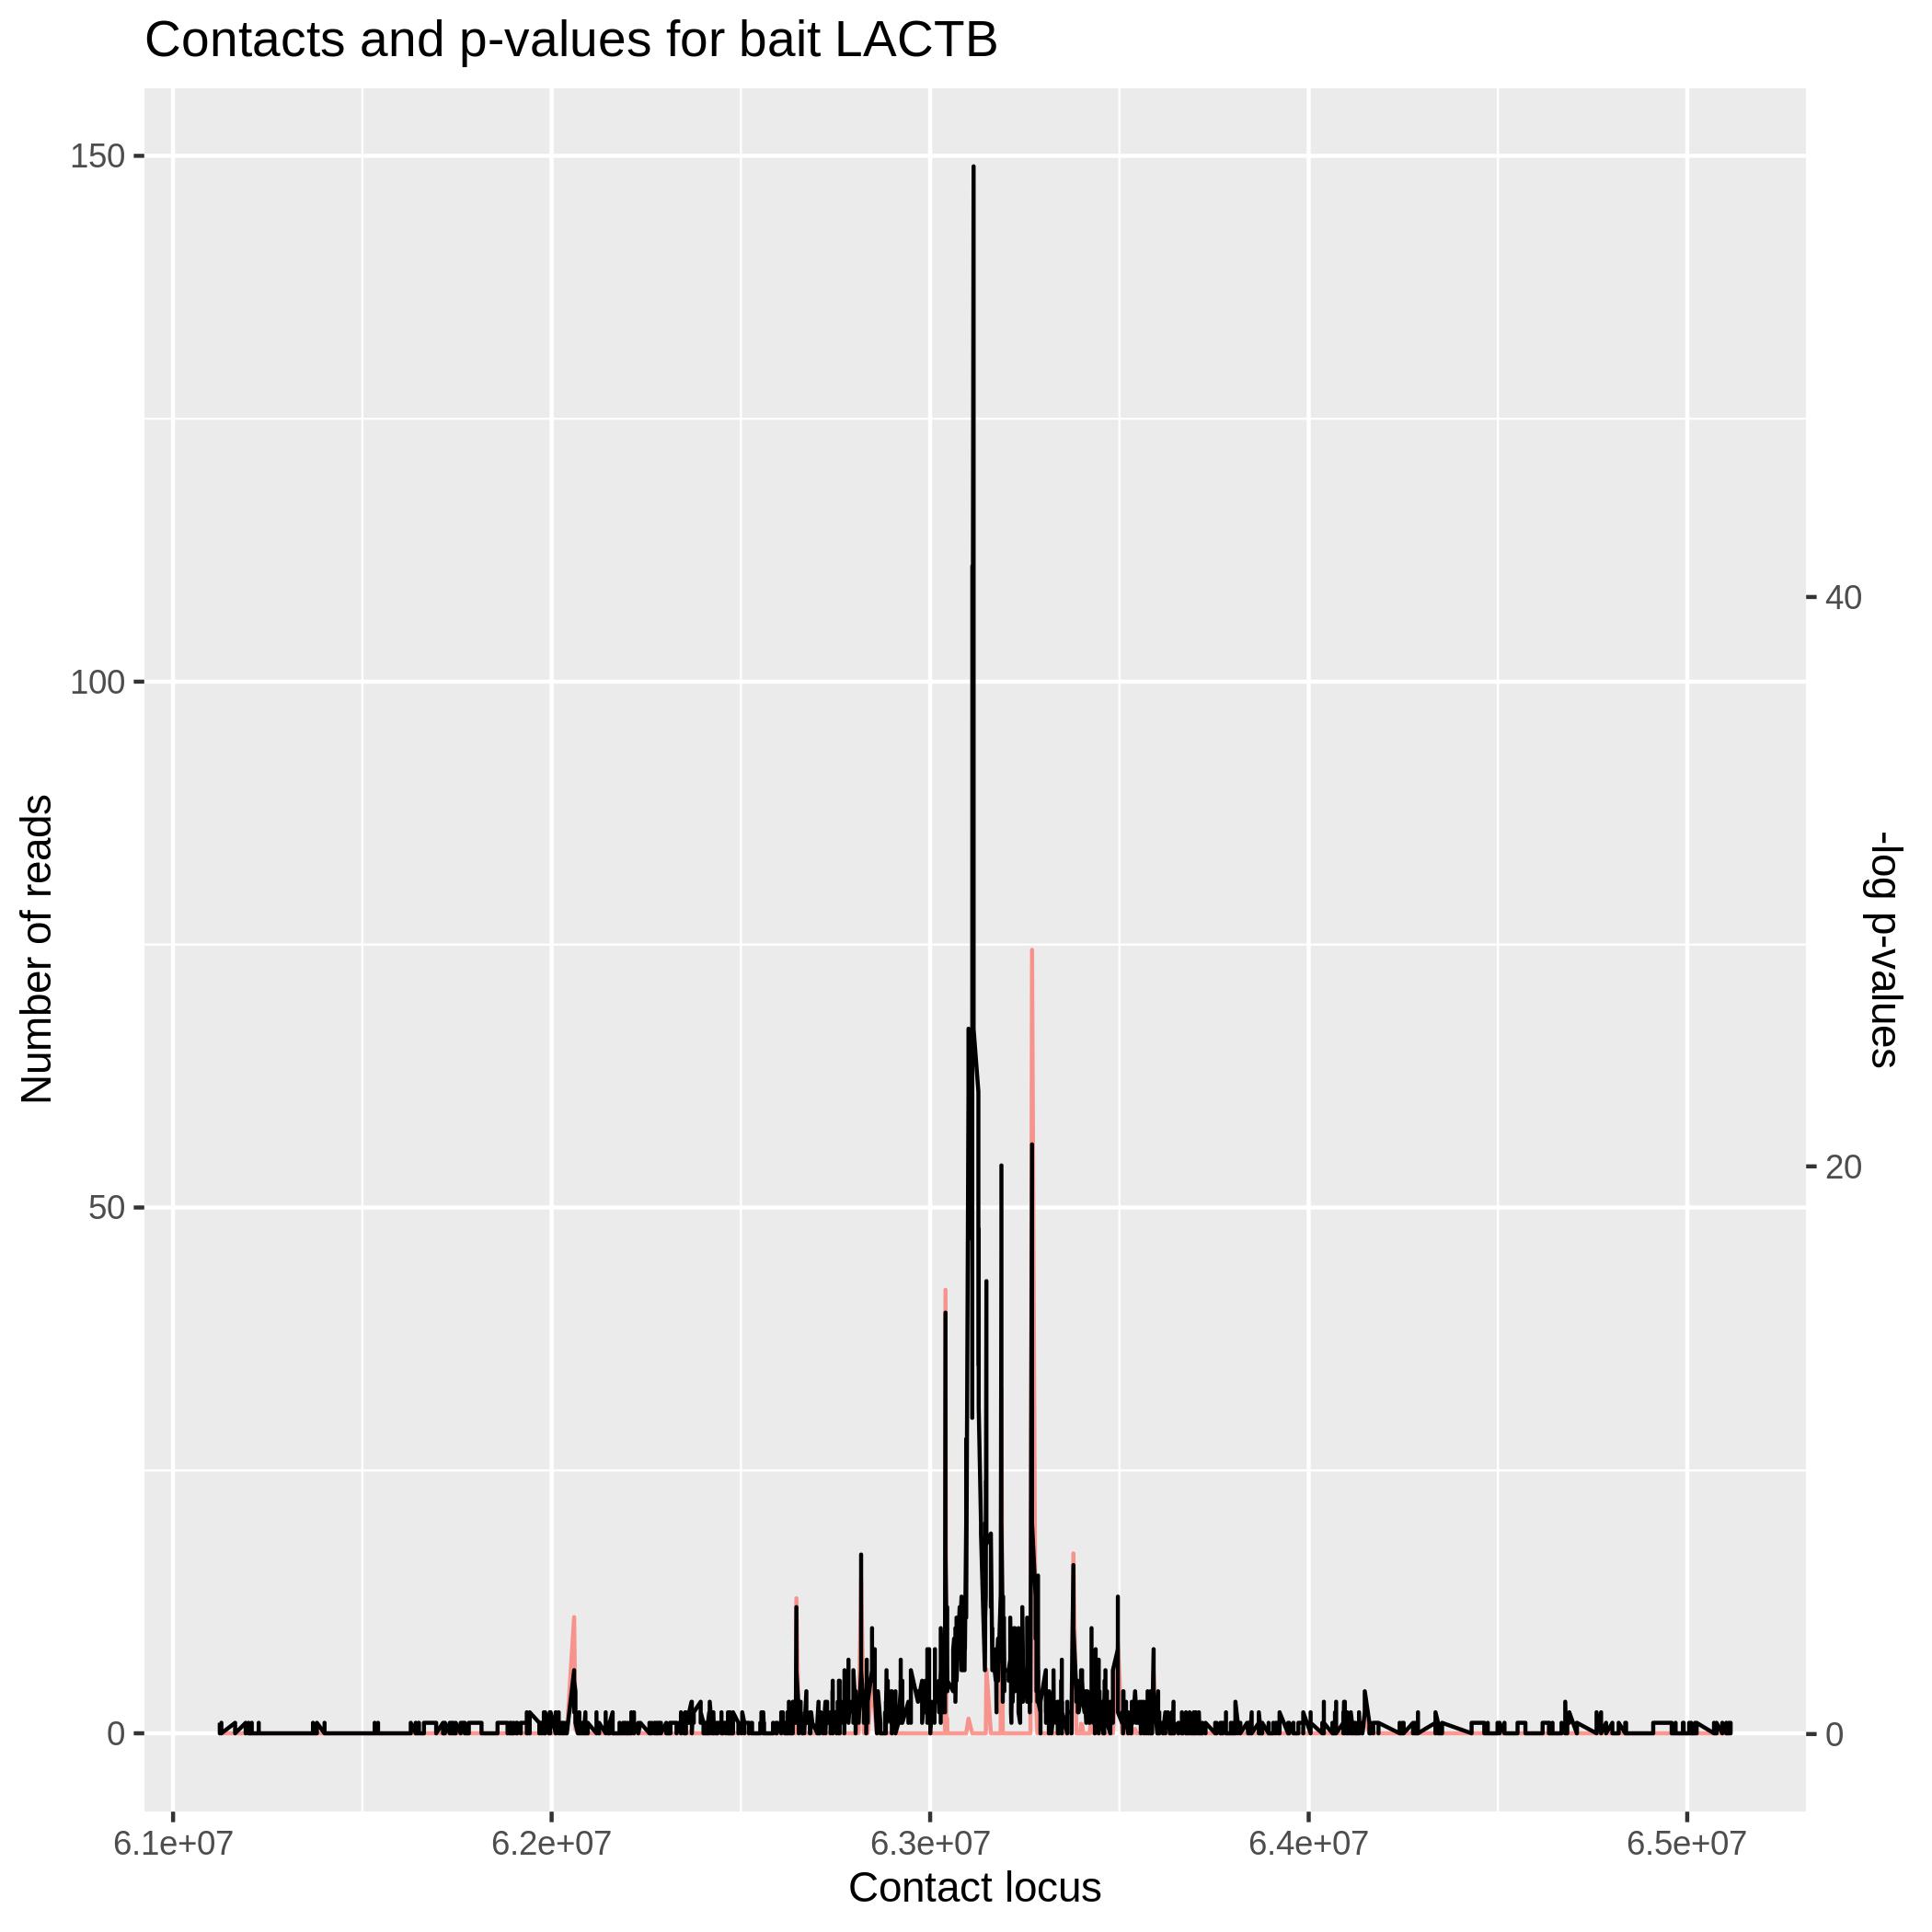 Contacts and p-values for bait LACTB
150
100
50
0
Number of reads
40
20
0
-log p-values
6.1e+07
6.2e+07
6.3e+07
6.4e+07
6.5e+07
Contact locus